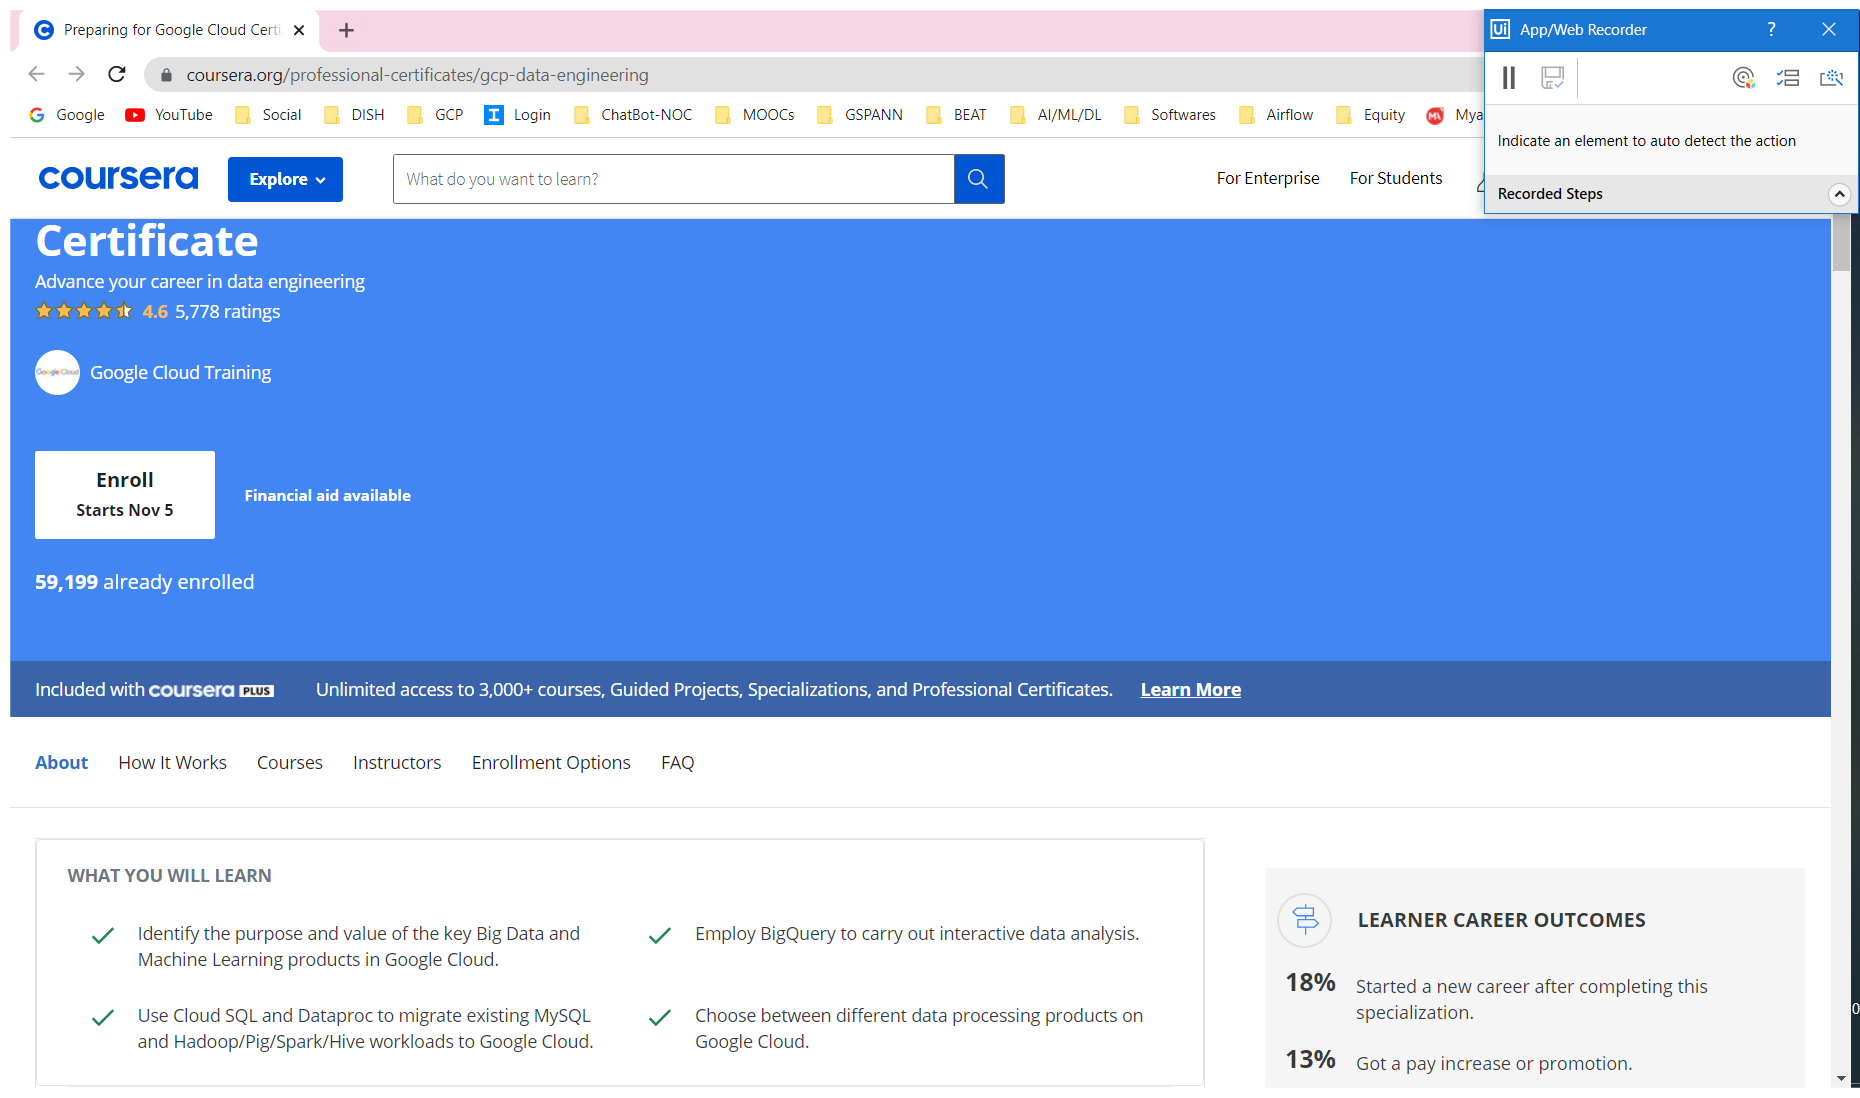 Preparing for Google Cloud Certi
Ui App/Web Recorder ?
coursera.org/professional-certificates/gcp-data-engineering
Google YouTube Social DISH GCP Login ChatBot-NOC MOOCs GSPANN BEAT AI/ML/DL Softwares Airflow Equity Mya
Indicate an element to auto detect the action
Recorded Steps
coursera Explore What do you want to learn? For Enterprise For Students
Certificate
Advance your career in data engineering
4.6 5,778 ratings
Google Cloud
Google Cloud Training
Enroll
Starts Nov 5
Financial aid available
59,199 already enrolled
Included with coursera PLUS Unlimited access to 3,000+ courses, Guided Projects, Specializations, and Professional Certificates. Learn More
About How It Works Courses Instructors Enrollment Options FAQ
WHAT YOU WILL LEARN
Identify the purpose and value of the key Big Data and
Machine Learning products in Google Cloud.
Employ BigQuery to carry out interactive data analysis.
Use Cloud SQL and Dataproc to migrate existing MySQL
and Hadoop/Pig/Spark/Hive workloads to Google Cloud.
Choose between different data processing products on
Google Cloud.
LEARNER CAREER OUTCOMES
18% Started a new career after completing this
specialization.
13% Got a pay increase or promotion.